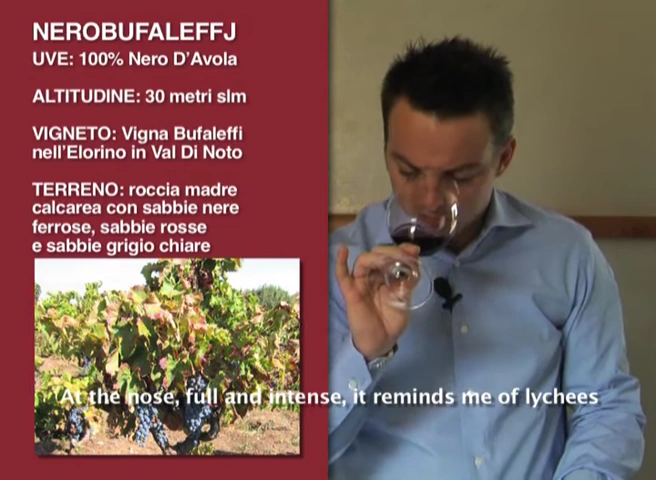 NEROBUFALEFFJ
UVE: 100% Nero D'Avola
ALTITUDINE: 30 metri slm
VIGNETO: Vigna Bufaleffi
nell'Elorino in Val Di Noto
TERRENO: roccia madre
calcarea con sabbie nere
ferrose, sabbie rosse
e sabbie grigio chiare
At the nose, full and intense, it reminds me of lychees